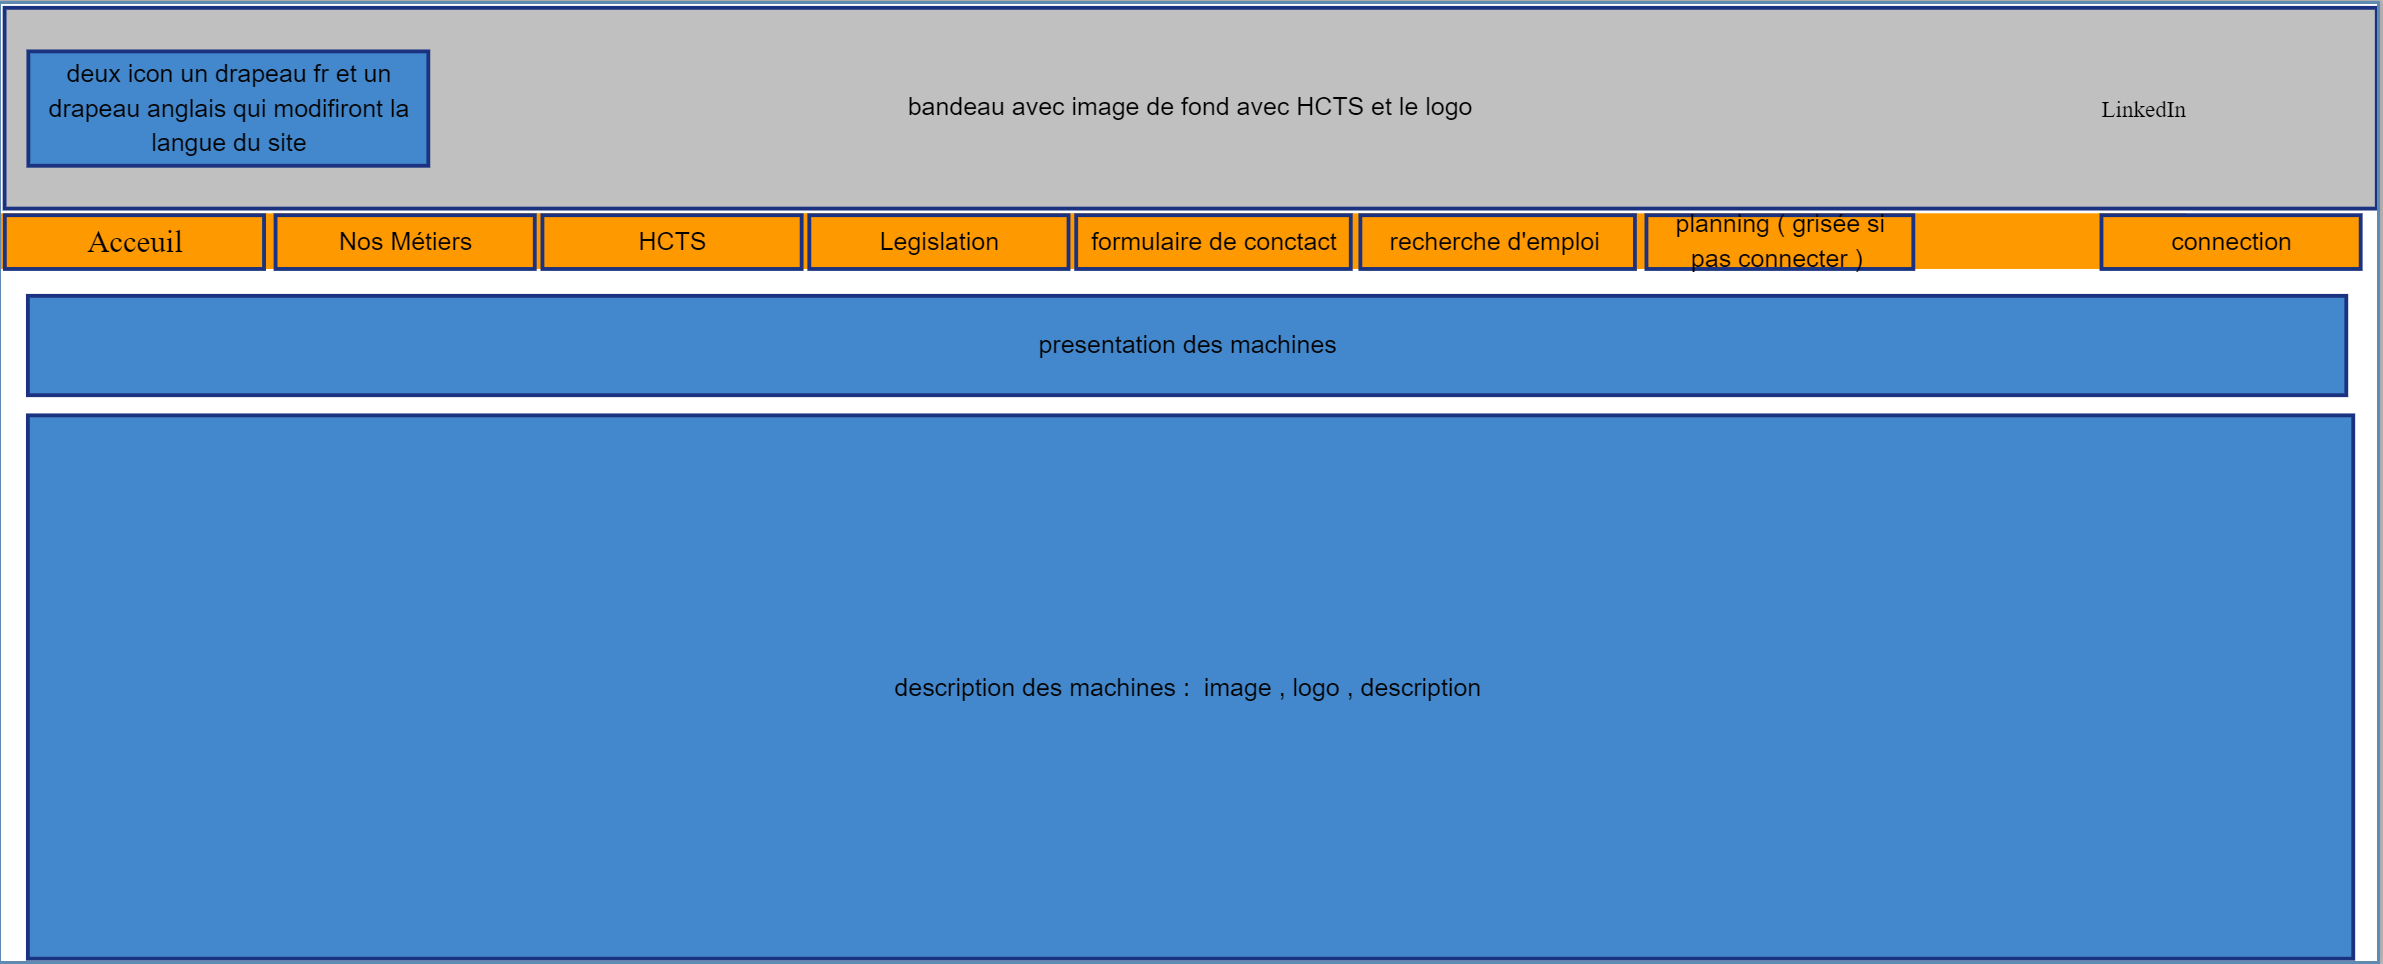 deux icon un drapeau fr et un
drapeau anglais qui modifiront la
langue du site
bandeau avec image de fond avec HCTS et le logo
LinkedIn
Acceuil
Nos Métiers
HCTS
Legislation
formulaire de conctact
recherche d'emploi
planning ( grisée si
pas connecter )
connection
presentation des machines
description des machines :  image , logo , description